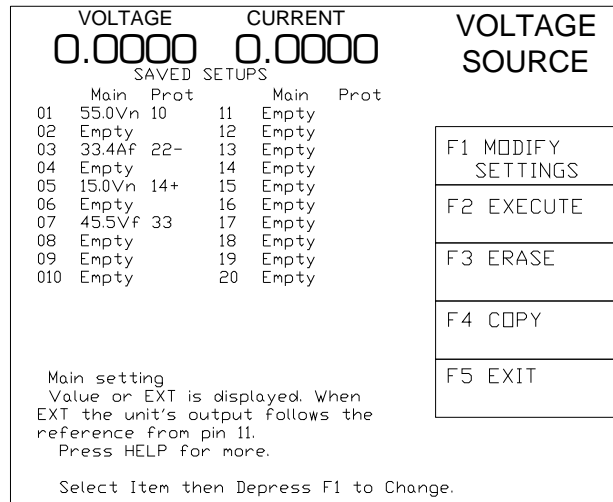 VOLTAGE CURRENT
0.0000 0.0000
SAVED SETUPS
Main Prot Main Prot
01 55.0Vn 10 11 Empty
02 Empty 12 Empty
03 33.4Af 22- 13 Empty
04 Empty 14 Empty
05 15.0Vn 14+ 15 Empty
06 Empty 16 Empty
07 45.5Vf 33 17 Empty
08 Empty 18 Empty
09 Empty 19 Empty
010 Empty 20 Empty
Main setting
Value or EXT is displayed. When
EXT the unit's output follows the
reference from pin 11.
Press HELP for more.
Select Item then Depress F1 to Change.
VOLTAGE
SOURCE
F1 MODIFY
SETTINGS
F2 EXECUTE
F3 ERASE
F4 COPY
F5 EXIT